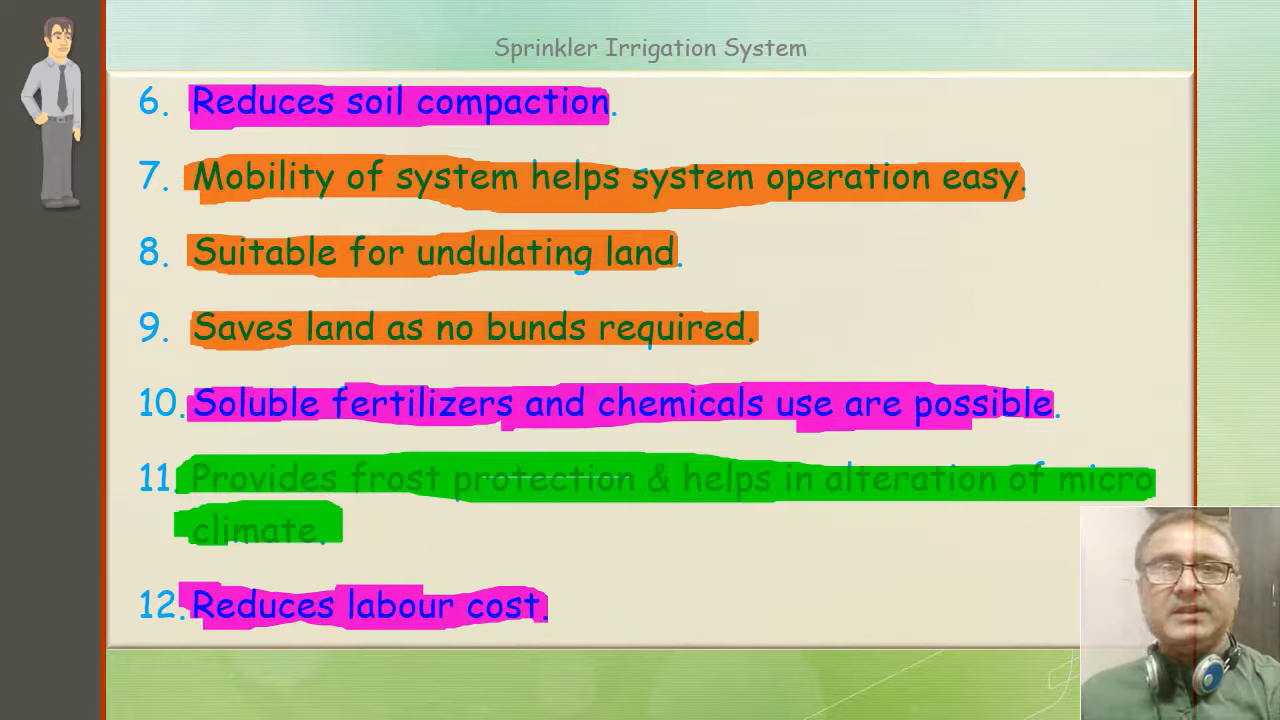 Sprinkler Irrigation System
6. Reduces soil compaction.
7. Mobility of system helps system operation easy.
8. Suitable for undulating land.
9. Saves land as no bunds required.
10. Soluble fertilizers and chemicals use are possible.
11. Provides frost protection & helps in alteration of micro
climate.
12. Reduces labour cost.